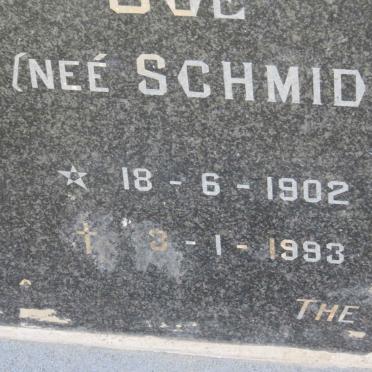 (NEÉ SCHMID
☆ 18 - 6 - 1902
✝ 3 - 1 - 1993
THE